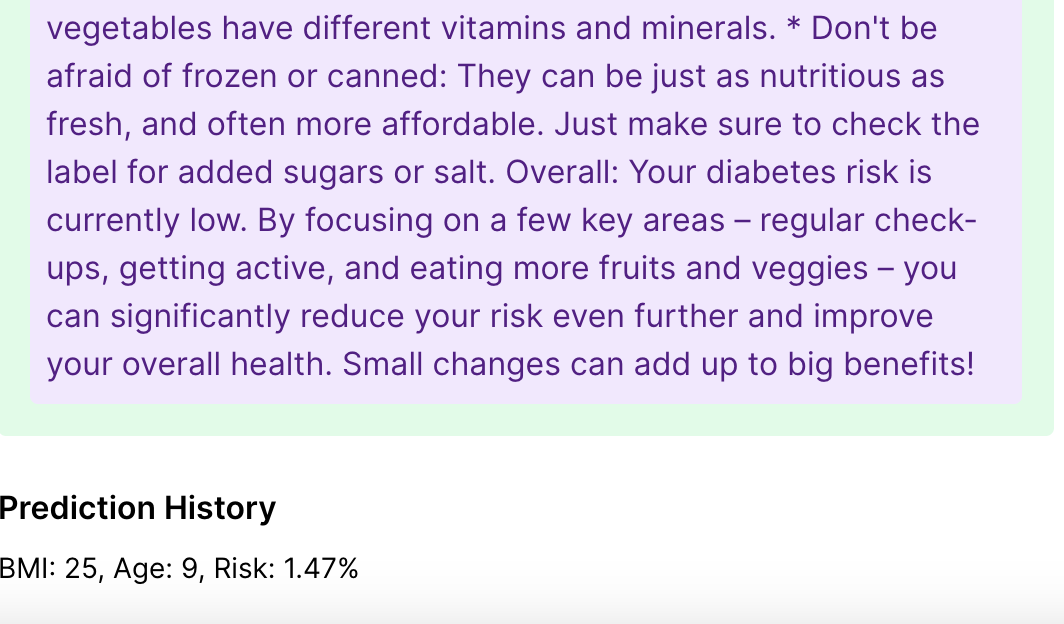 vegetables have different vitamins and minerals. * Don't be
afraid of frozen or canned: They can be just as nutritious as
fresh, and often more affordable. Just make sure to check the
label for added sugars or salt. Overall: Your diabetes risk is
currently low. By focusing on a few key areas – regular check-
ups, getting active, and eating more fruits and veggies – you
can significantly reduce your risk even further and improve
your overall health. Small changes can add up to big benefits!
Prediction History
BMI: 25, Age: 9, Risk: 1.47%